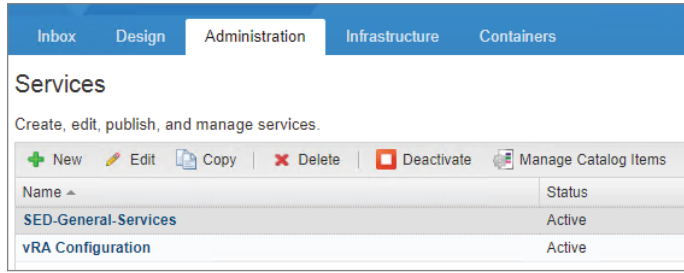 Inbox Design Administration Infrastructure Containers
Services
Create, edit, publish, and manage services.
New Edit Copy Delete Deactivate Manage Catalog Items
Name Status
SED-General-Services Active
vRA Configuration Active